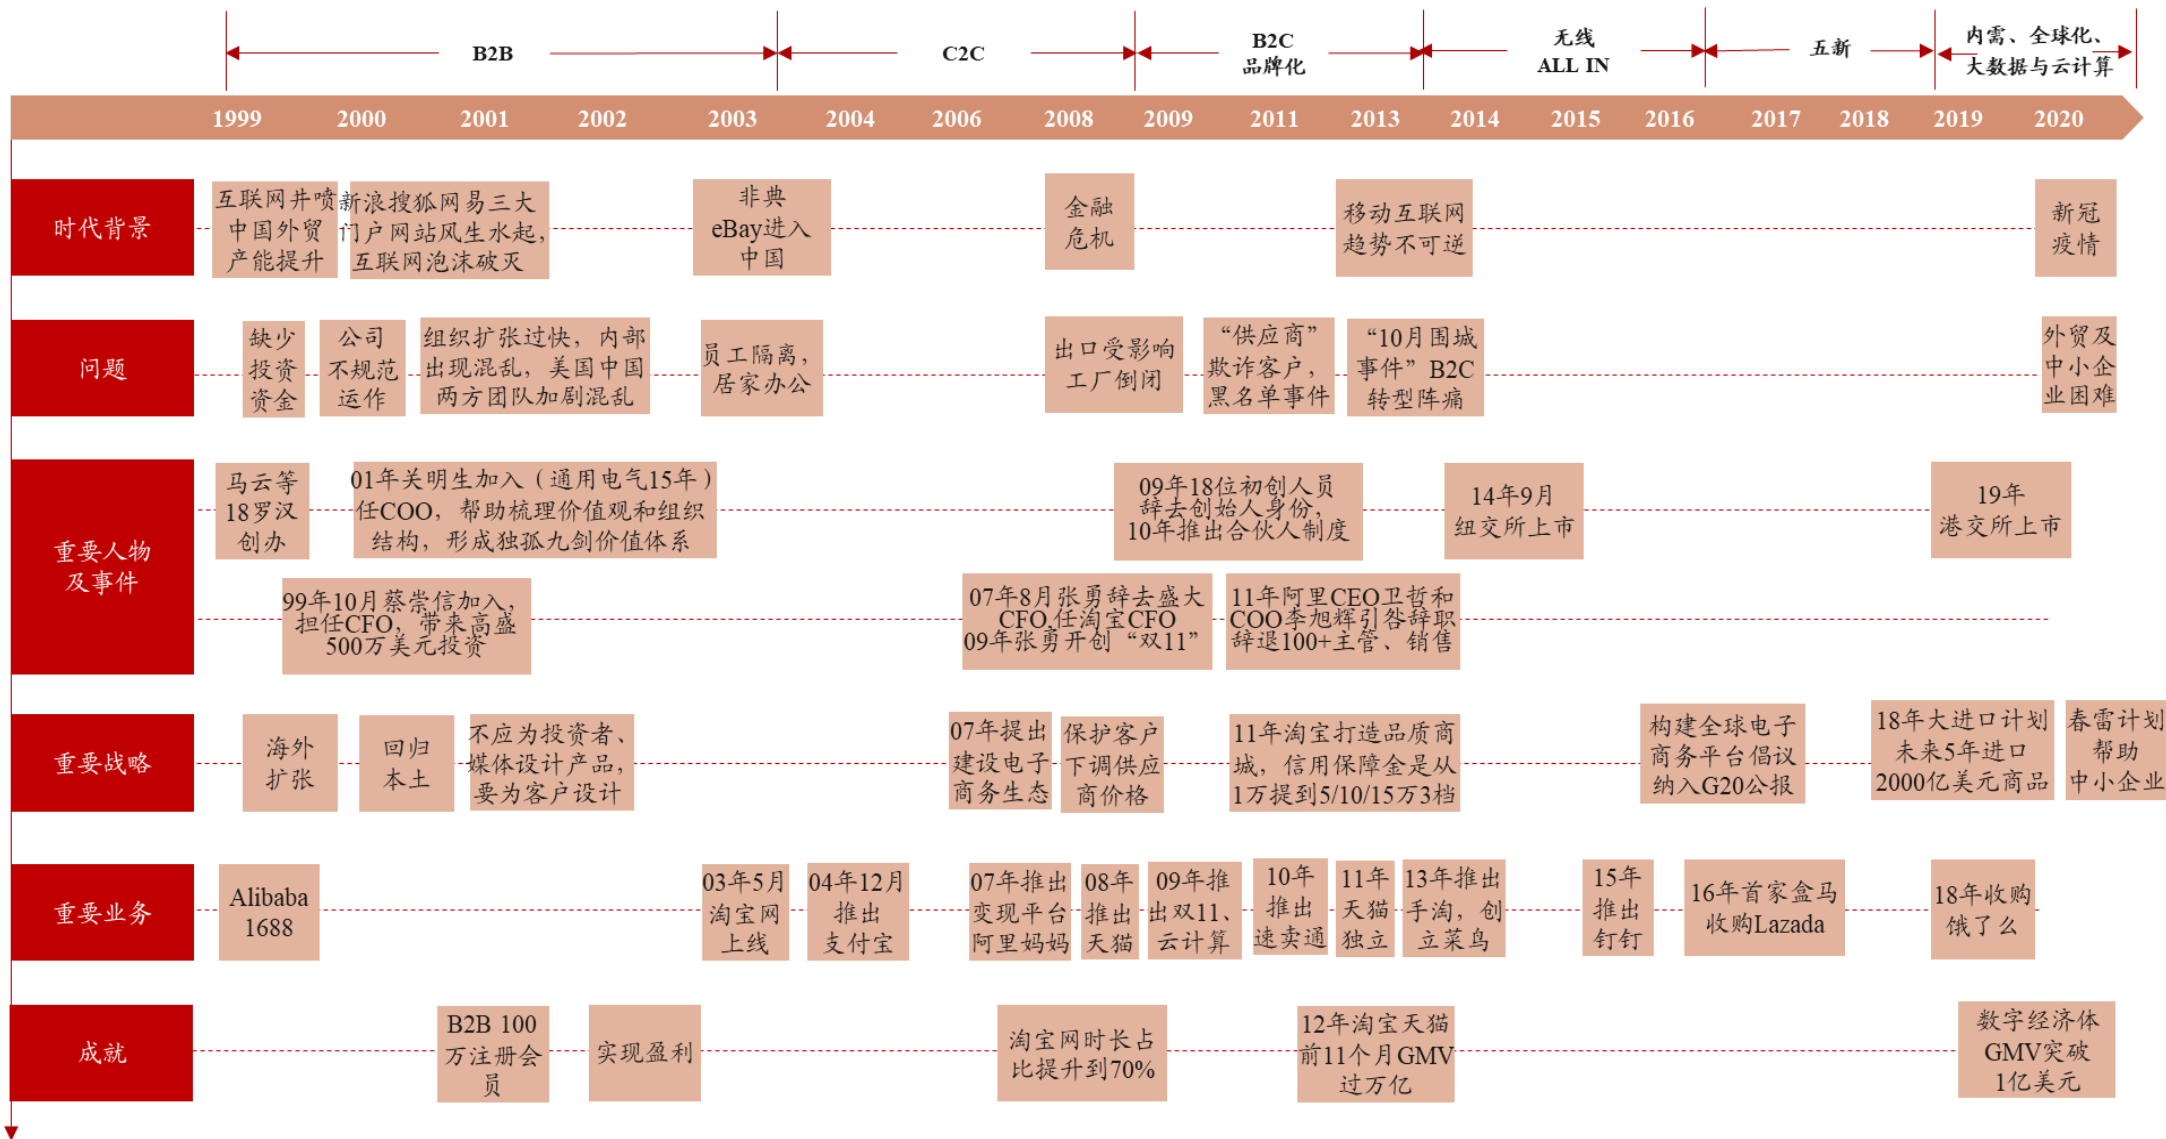 B2B
C2C
B2C
品牌化
无线
ALL IN
五新
内需、全球化、
大数据与云计算
1999 2000 2001 2002 2003 2004 2006 2008 2009 2011 2013 2014 2015 2016 2017 2018 2019 2020
时代背景
互联网井喷
中国外贸
产能提升
新浪搜狐网易三大
门户网站风生水起，
互联网泡沫破灭
非典
eBay进入
中国
金融
危机
移动互联网
趋势不可逆
新冠
疫情
问题
缺少
投资
资金
公司
不规范
运作
组织扩张过快，内部
出现混乱，美国中国
两方团队加剧混乱
员工隔离，
居家办公
出口受影响
工厂倒闭
“供应商”
欺诈客户，
黑名单事件
“10月围城
事件”B2C
转型阵痛
外贸及
中小企
业困难
重要人物
及事件
马云等
18罗汉
创办
01年关明生加入（通用电气15年）
任COO，帮助梳理价值观和组织
结构，形成独孤九剑价值体系
09年18位初创人员
辞去创始人身份，
10年推出合伙人制度
14年9月
纽交所上市
19年
港交所上市
99年10月蔡崇信加入，
担任CFO，带来高盛
500万美元投资
07年8月张勇辞去盛大
CFO,任淘宝CFO
09年张勇开创“双11”
11年阿里CEO卫哲和
COO李旭辉引咎辞职
辞退100+主管、销售
重要战略
海外
扩张
回归
本土
不应为投资者、
媒体设计产品，
要为客户设计
07年提出
建设电子
商务生态
保护客户
下调供应
商价格
11年淘宝打造品质商
城，信用保障金是从
1万提到5/10/15万3档
构建全球电子
商务平台倡议
纳入G20公报
18年大进口计划
未来5年进口
2000亿美元商品
春雷计划
帮助
中小企业
重要业务
Alibaba
1688
03年5月
淘宝网
上线
04年12月
推出
支付宝
07年推出
变现平台
阿里妈妈
08年
推出
天猫
09年推
出双11、
云计算
10年
推出
速卖通
11年
天猫
独立
13年推出
手淘，创
立菜鸟
15年
推出
钉钉
16年首家盒马
收购Lazada
18年收购
饿了么
成就
B2B 100
万注册会
员
实现盈利
淘宝网时长占
比提升到70%
12年淘宝天猫
前11个月GMV
过万亿
数字经济体
GMV突破
1亿美元